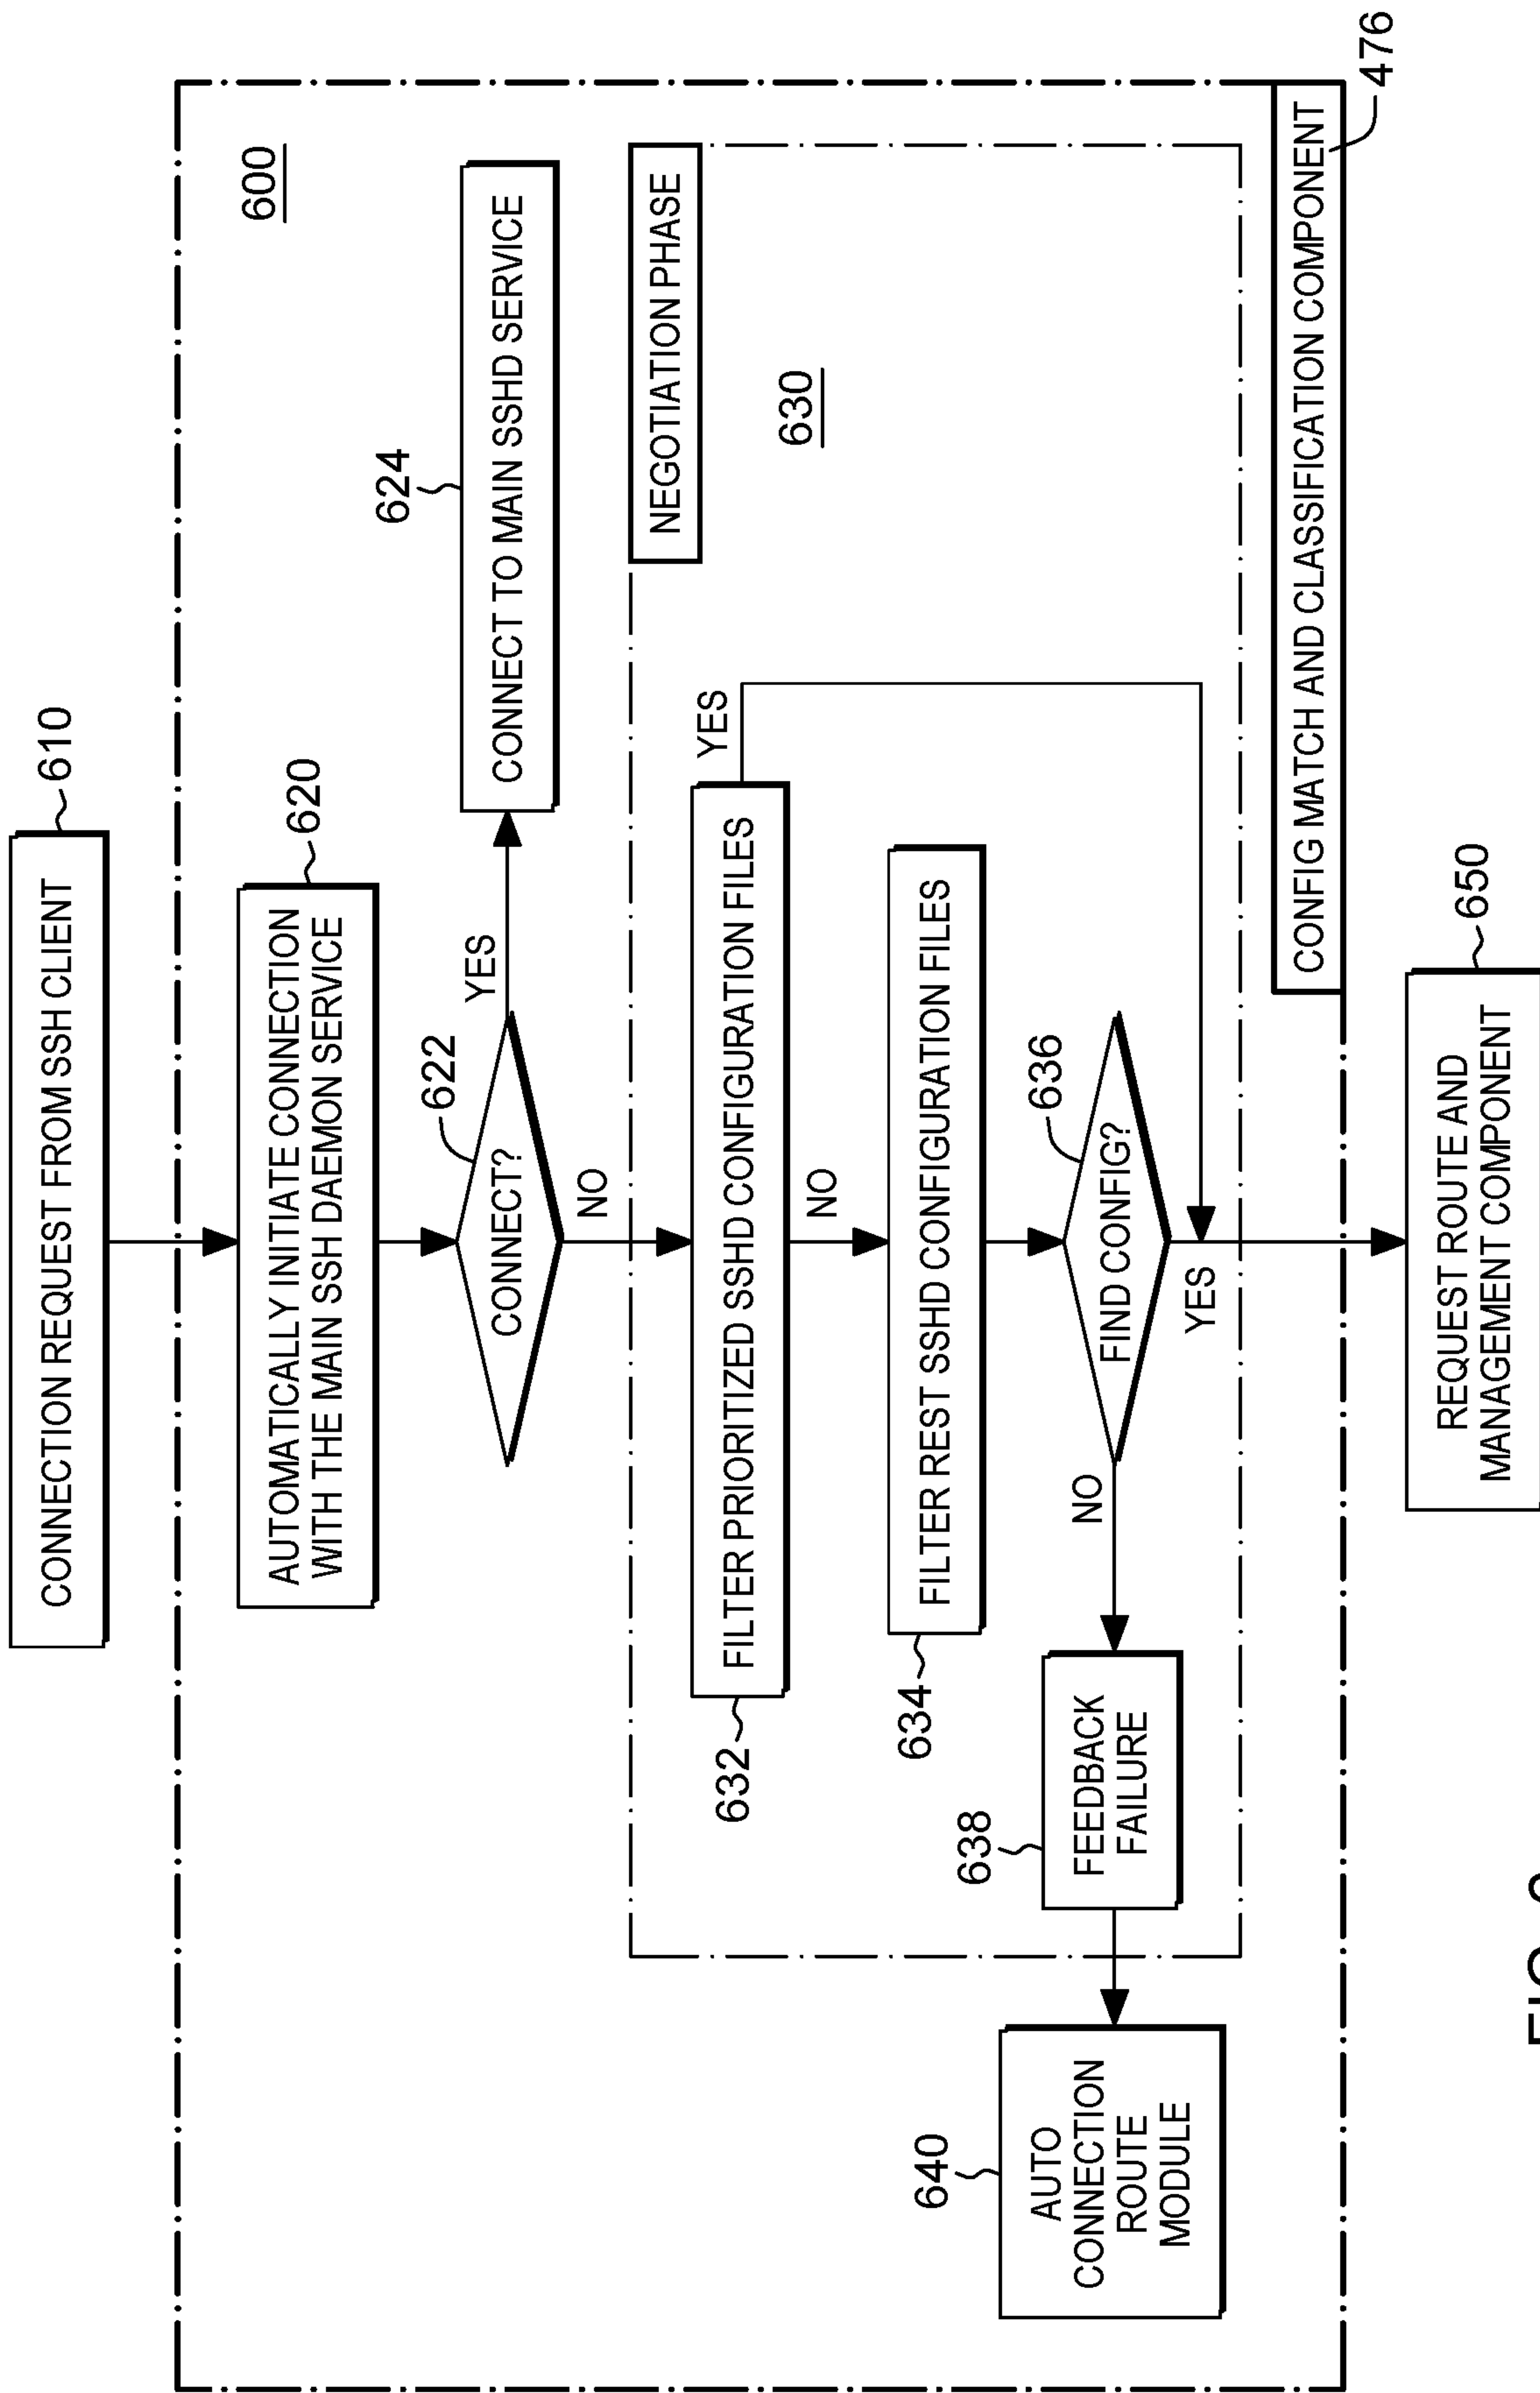 CONNECTION REQUEST FROM SSH CLIENT
610
600
AUTOMATICALLY INITIATE CONNECTION
WITH THE MAIN SSH DAEMON SERVICE
620
CONNECT?
622
YES
NO
CONNECT TO MAIN SSHD SERVICE
624
NEGOTIATION PHASE
630
FILTER PRIORITIZED SSHD CONFIGURATION FILES
632
YES
NO
FILTER REST SSHD CONFIGURATION FILES
634
FIND CONFIG?
636
NO
YES
FEEDBACK
FAILURE
638
AUTO
CONNECTION
ROUTE
MODULE
640
CONFIG MATCH AND CLASSIFICATION COMPONENT
476
REQUEST ROUTE AND
MANAGEMENT COMPONENT
650
FIG.